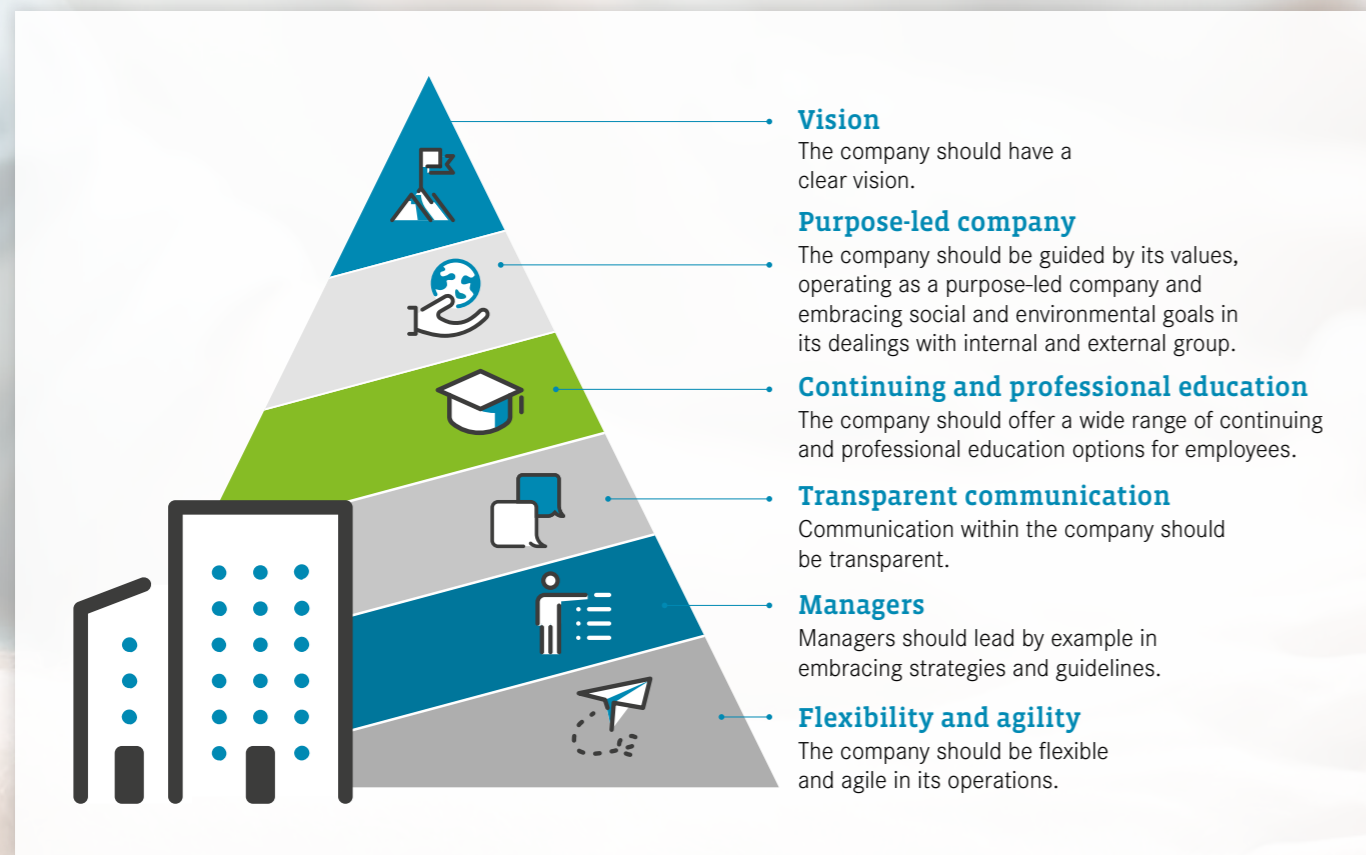 Vision
The company should have a
clear vision.
Purpose-led company
The company should be guided by its values,
operating as a purpose-led company and
embracing social and environmental goals in
its dealings with internal and external group.
Continuing and professional education
The company should offer a wide range of continuing
and professional education options for employees.
Transparent communication
Communication within the company should
be transparent.
Managers
Managers should lead by example in
embracing strategies and guidelines.
Flexibility and agility
The company should be flexible
and agile in its operations.